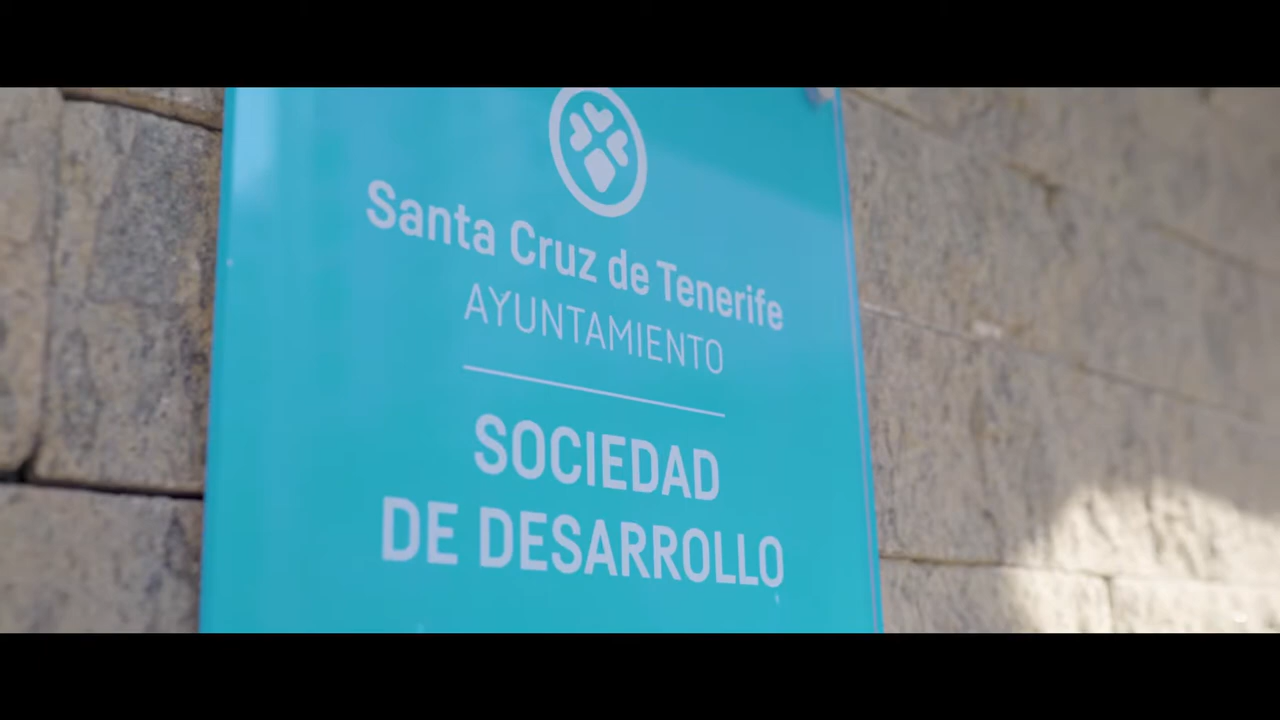 Santa Cruz de Tenerife
AYUNTAMIENTO
SOCIEDAD
DE DESARROLLO